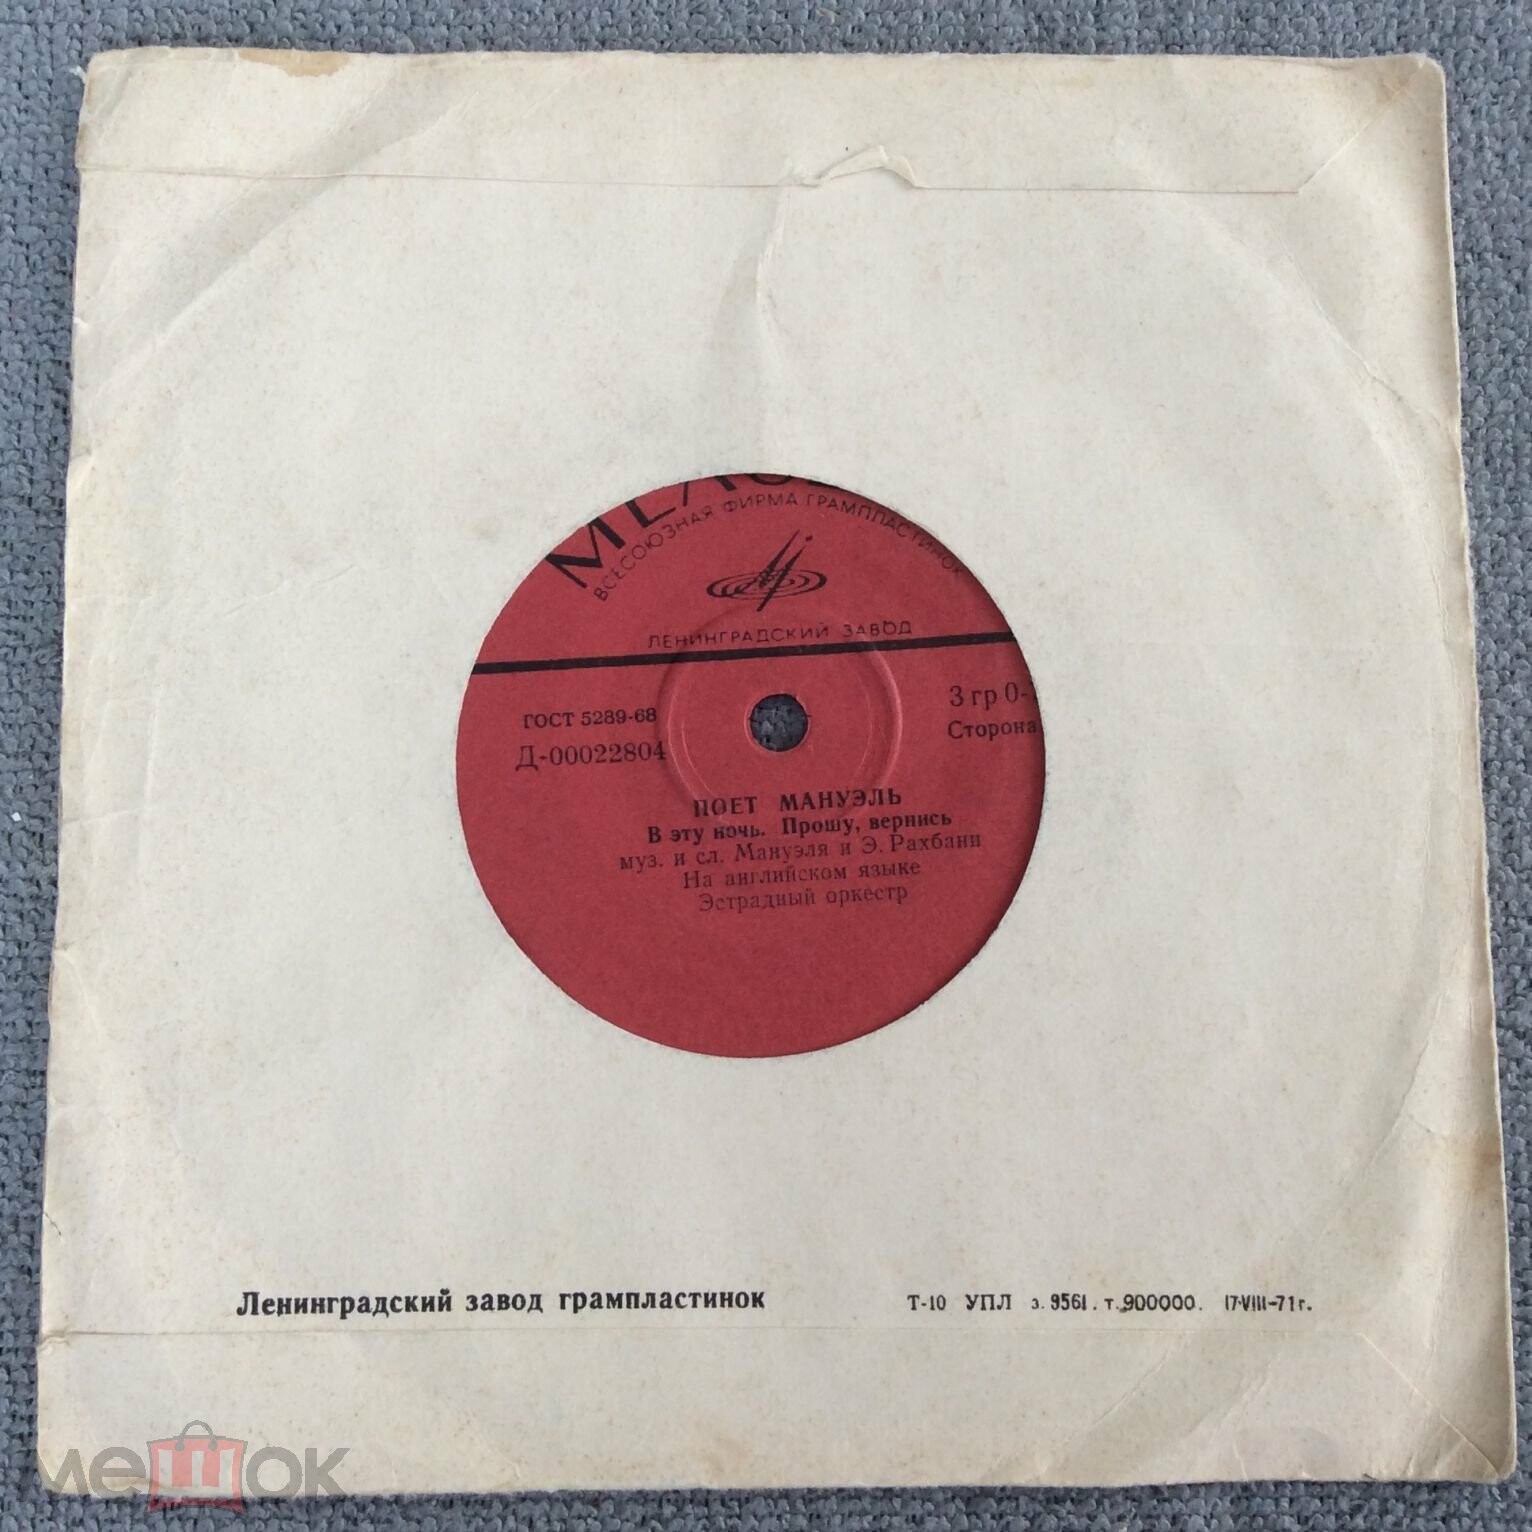 ВСЕСОЮЗНАЯ ФИРМА ГРАМПЛАСТИНОК
ЛЕНИНГРАДСКИЙ ЗАВОД
ГОСТ 5289-68
3 гр 0-
Д-00022804
Сторона
ПОЕТ МАНУЭЛЬ
В эту ночь. Прошу, вернись
муз. и сл. Мануэля и Э. Рахбани
На английском языке
Эстрадный оркестр
Ленинградский завод грампластинок
Т-10 УПЛ з. 9561. т. 900000. 17-VIII-71 г.
мешок